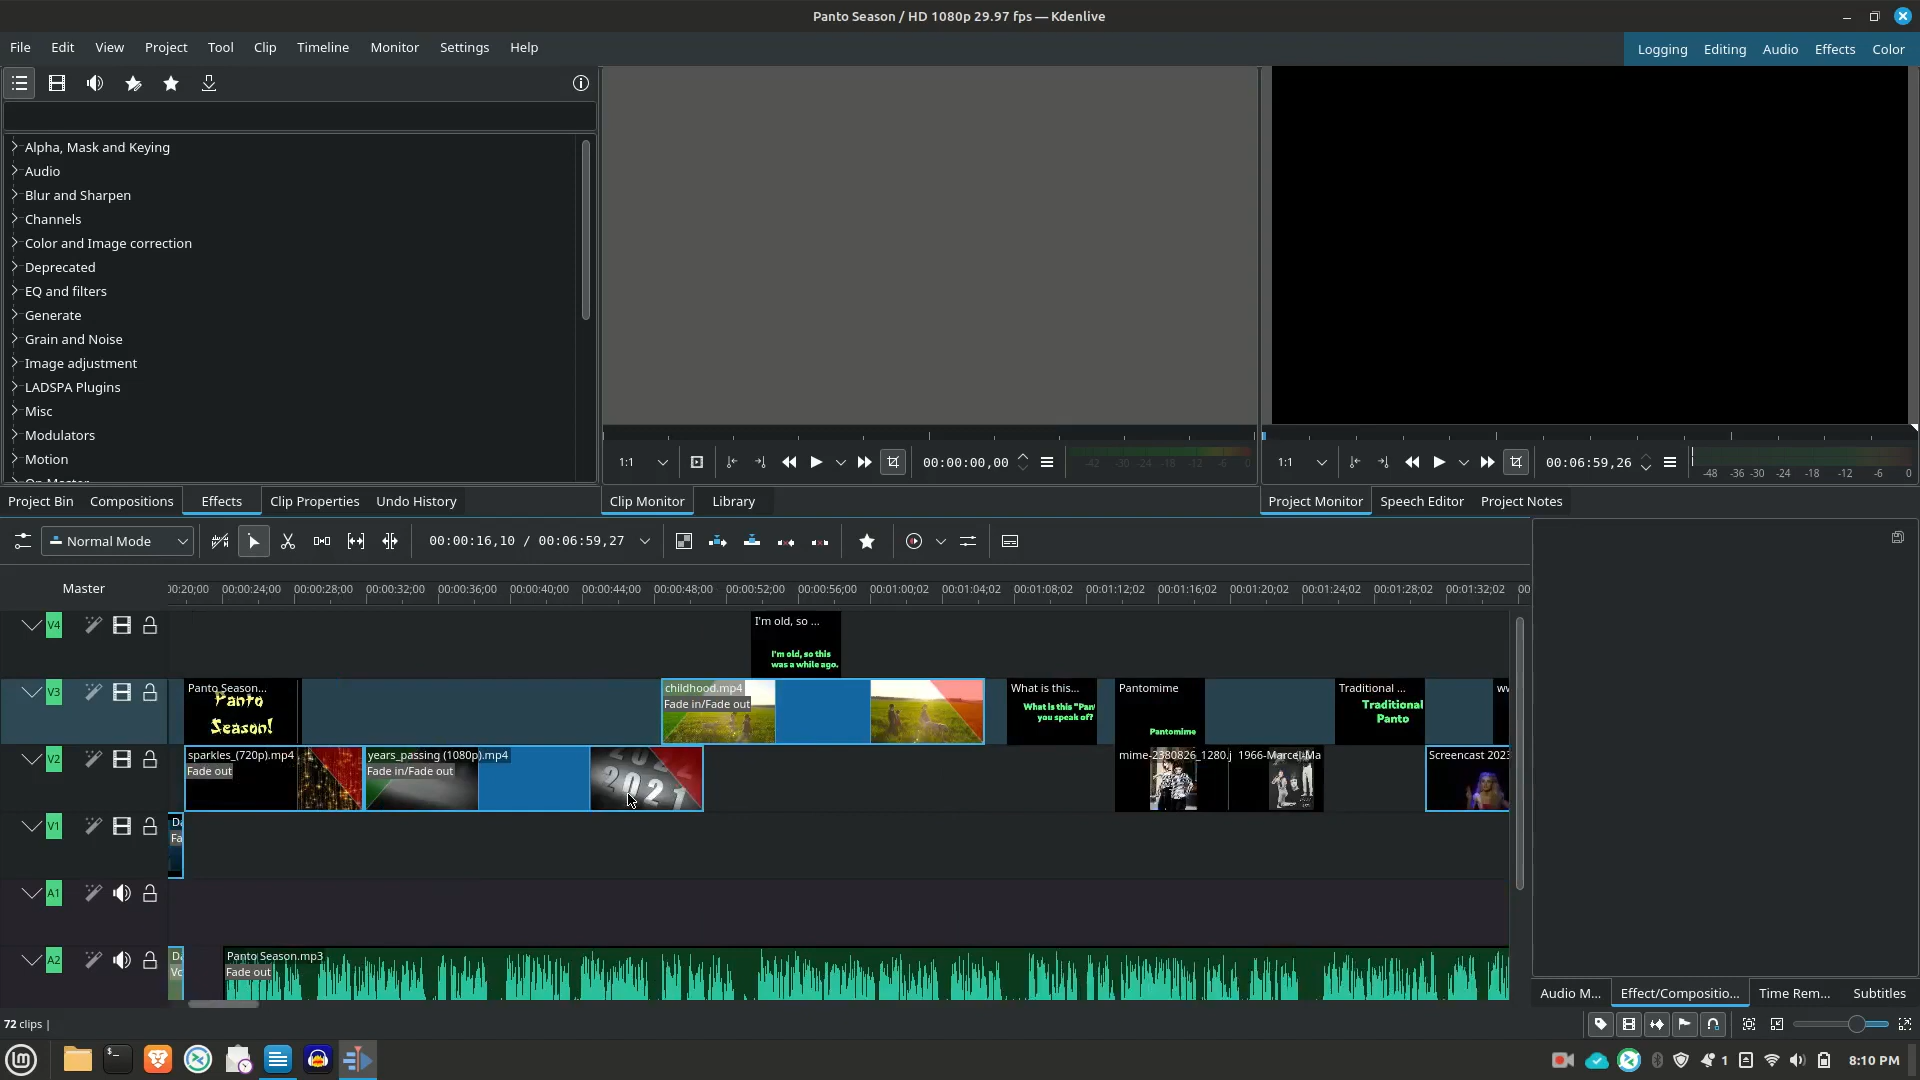 Panto Season / HD 1080p 29.97 fps — Kdenlive
File Edit View Project Tool Clip Timeline Monitor Settings Help
Logging Editing Audio Effects Color
Alpha, Mask and Keying
Audio
Blur and Sharpen
Channels
Color and Image correction
Deprecated
EQ and filters
Generate
Grain and Noise
Image adjustment
LADSPA Plugins
Misc
Modulators
Motion
1:1
00:00:00,00
-42 -30 -24 -18 -12 -6 0
1:1
00:06:59,26
-48 -36 -30 -24 -18 -12 -6 0
Project Bin Compositions Effects Clip Properties Undo History
Clip Monitor Library
Project Monitor Speech Editor Project Notes
Normal Mode
00:00:16,10 / 00:06:59,27
Master
00:20;00 00:00:24;00 00:00:28;00 00:00:32;00 00:00:36;00 00:00:40;00 00:00:44;00 00:00:48;00 00:00:52;00 00:00:56;00 00:01:00;02 00:01:04;02 00:01:08;02 00:01:12;02 00:01:16;02 00:01:20;02 00:01:24;02 00:01:28;02 00:01:32;02 00
V4
I'm old, so ...
I'm old, so this
was a while ago.
V3
Panto Season...
Panto
Season!
childhood.mp4
Fade in/Fade out
What is this...
What is this "Pan
you speak of?
Pantomime
Pantomime
Traditional ...
Traditional
Panto
V2
sparkles_(720p).mp4
Fade out
years_passing (1080p).mp4
Fade in/Fade out
2021
mime-2380826_1280.j
1966-Marcel-Ma
Screencast 2023
V1
Da
Fa
A1
A2
Da
Vo
Panto Season.mp3
Fade out
Audio M... Effect/Compositio... Time Rem... Subtitles
72 clips |
1
8:10 PM